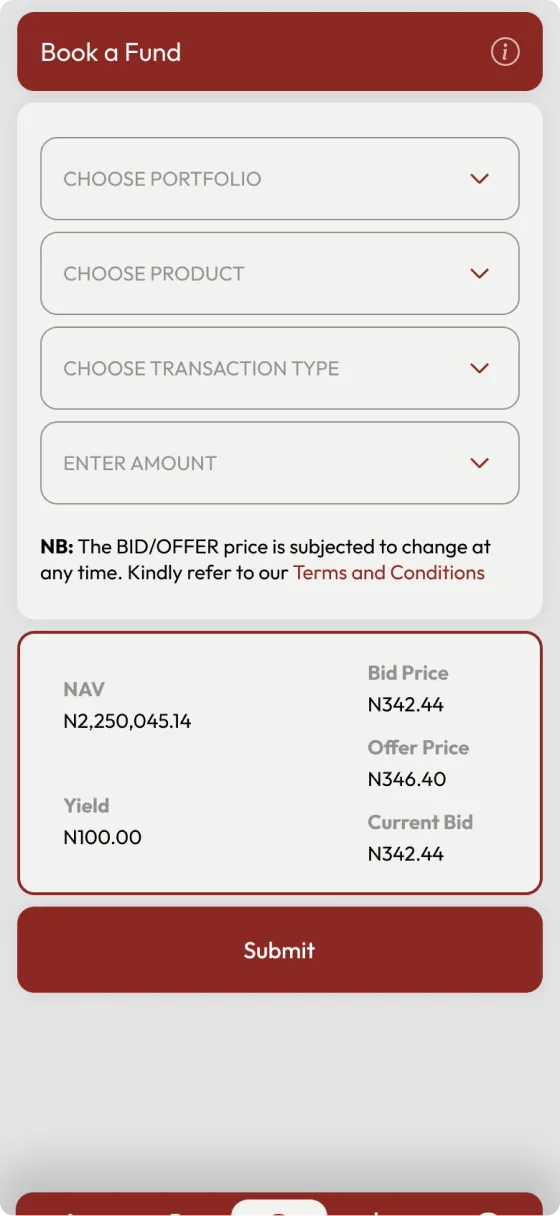 Book a Fund
CHOOSE PORTFOLIO
CHOOSE PRODUCT
CHOOSE TRANSACTION TYPE
ENTER AMOUNT
NB: The BID/OFFER price is subjected to change at
any time. Kindly refer to our Terms and Conditions
NAV
N2,250,045.14
Yield
N100.00
Bid Price
N342.44
Offer Price
N346.40
Current Bid
N342.44
Submit